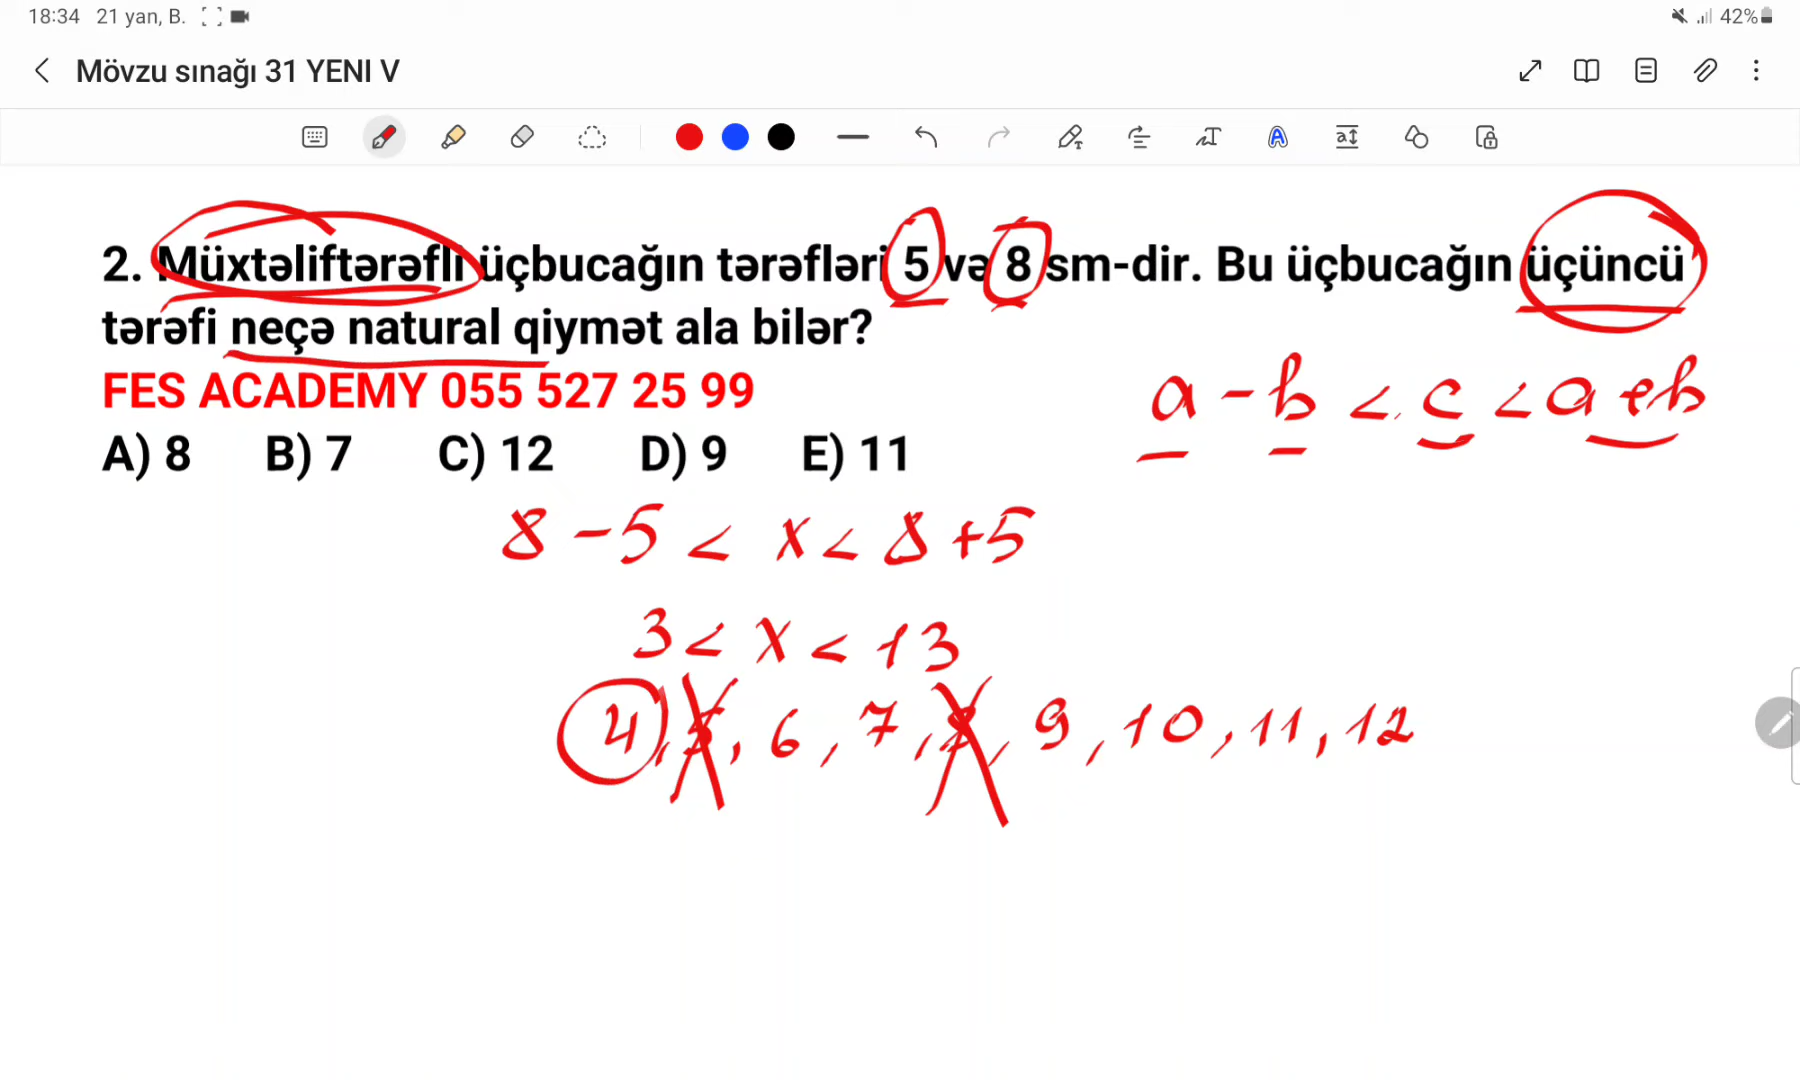 18:34 21 yan, B. 42%
Mövzu sınağı 31 YENI V
2. Müxtəliftərəfli üçbucağın tərəfləri 5 və 8 sm-dir. Bu üçbucağın üçüncü
tərəfi neçə natural qiymət ala bilər?
FES ACADEMY 055 527 25 99
a - b < c < a + b
A) 8 B) 7 C) 12 D) 9 E) 11
8 - 5 < x < 8 + 5
3 < x < 13
4, 5, 6, 7, 8, 9, 10, 11, 12